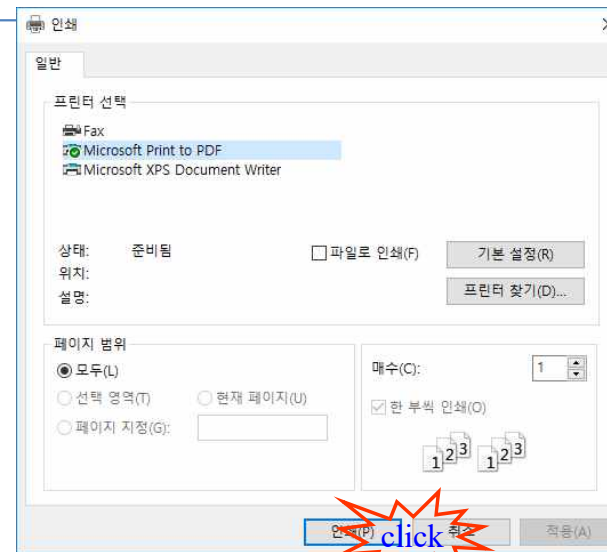 인쇄
일반
프린터 선택
Fax
Microsoft Print to PDF
Microsoft XPS Document Writer
상태: 준비됨 파일로 인쇄(F) 기본 설정(R)
위치:
설명: 프린터 찾기(D)...
페이지 범위
모두(L) 매수(C): 1
선택 영역(T) 현재 페이지(U) 한 부씩 인쇄(O)
페이지 지정(G):
1 2 3 1 2 3
인쇄(P) click 취소 적용(A)